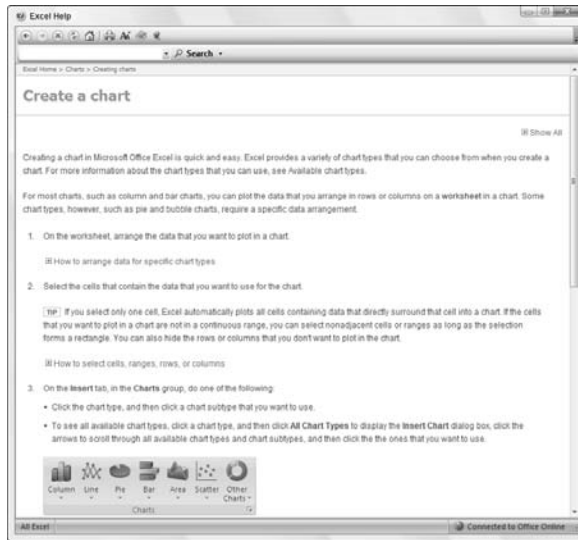 Excel Help
Search
Excel Home > Charts > Creating charts
Create a chart
Show All
Creating a chart in Microsoft Office Excel is quick and easy. Excel provides a variety of chart types that you can choose from when you create a
chart. For more information about the chart types that you can use, see Available chart types.
For most charts, such as column and bar charts, you can plot the data that you arrange in rows or columns on a worksheet in a chart. Some
chart types, however, such as pie and bubble charts, require a specific data arrangement.
1. On the worksheet, arrange the data that you want to plot in a chart.
How to arrange data for specific chart types
2. Select the cells that contain the data that you want to use for the chart.
TIP If you select only one cell, Excel automatically plots all cells containing data that directly surround that cell into a chart. If the cells
that you want to plot in a chart are not in a continuous range, you can select nonadjacent cells or ranges as long as the selection
forms a rectangle. You can also hide the rows or columns that you don't want to plot in the chart.
How to select cells, ranges, rows, or columns
3. On the Insert tab, in the Charts group, do one of the following:
• Click the chart type, and then click a chart subtype that you want to use.
• To see all available chart types, click a chart type, and then click All Chart Types to display the Insert Chart dialog box, click the
arrows to scroll through all available chart types and chart subtypes, and then click the the ones that you want to use.
Column Line Pie Bar Area Scatter Other
Charts
Charts
All Excel Connected to Office Online